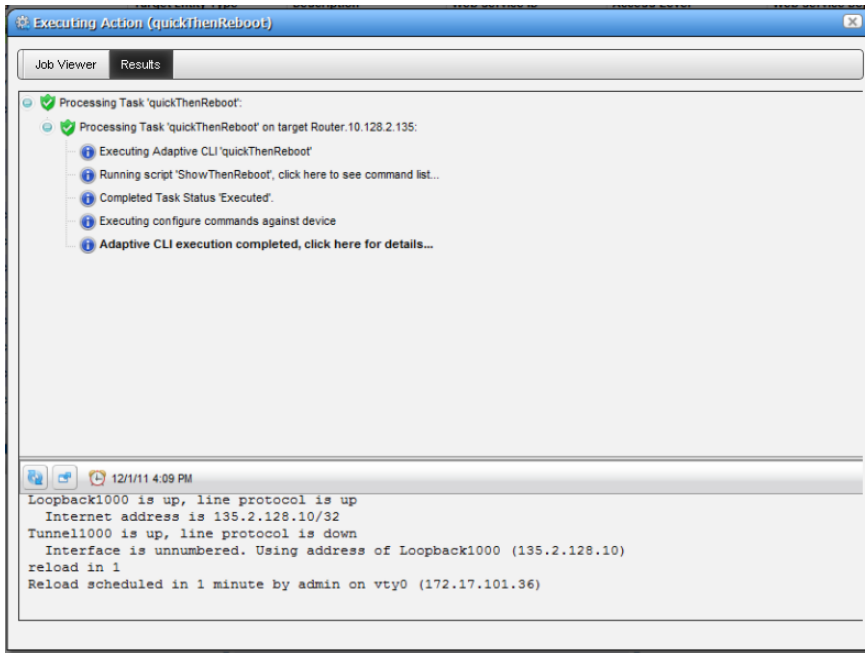 Executing Action (quickThenReboot)
Job Viewer Results
Processing Task 'quickThenReboot':
Processing Task 'quickThenReboot' on target Router.10.128.2.135:
Executing Adaptive CLI 'quickThenReboot'
Running script 'ShowThenReboot', click here to see command list...
Completed Task Status 'Executed'.
Executing configure commands against device
Adaptive CLI execution completed, click here for details...
12/1/11 4:09 PM
Loopback1000 is up, line protocol is up
Internet address is 135.2.128.10/32
Tunnel1000 is up, line protocol is down
Interface is unnumbered. Using address of Loopback1000 (135.2.128.10)
reload in 1
Reload scheduled in 1 minute by admin on vty0 (172.17.101.36)